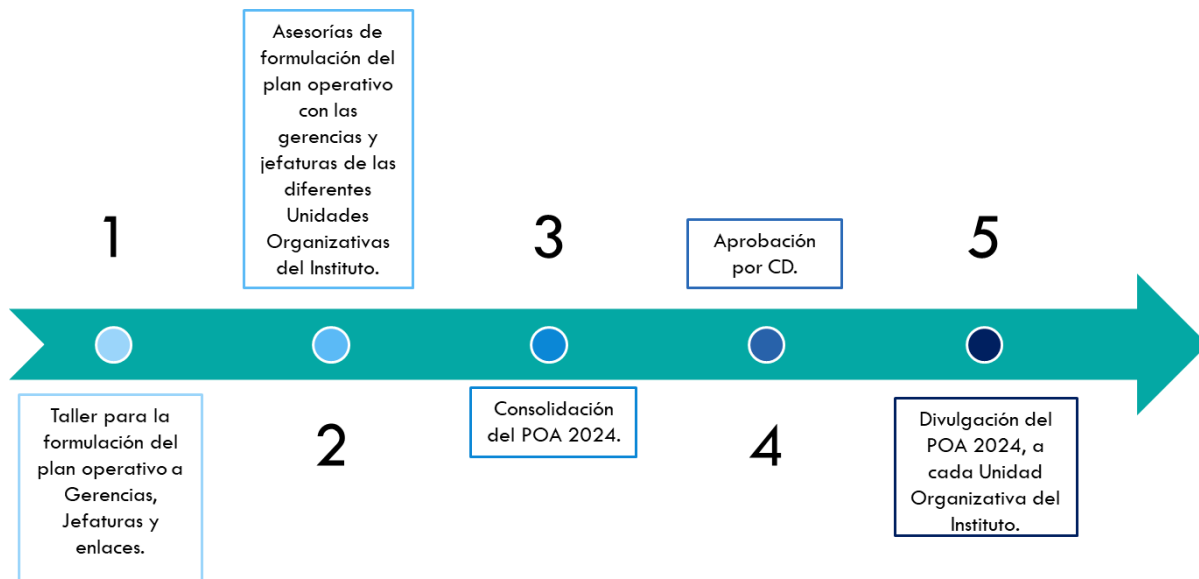 1
Taller para la
formulación del
plan operativo a
Gerencias,
Jefaturas y
enlaces.
Asesorías de
formulación del
plan operativo
con las
gerencias y
jefaturas de las
diferentes
Unidades
Organizativas
del Instituto.
2
3
Consolidación
del POA 2024.
Aprobación
por CD.
4
5
Divulgación del
POA 2024, a
cada Unidad
Organizativa del
Instituto.